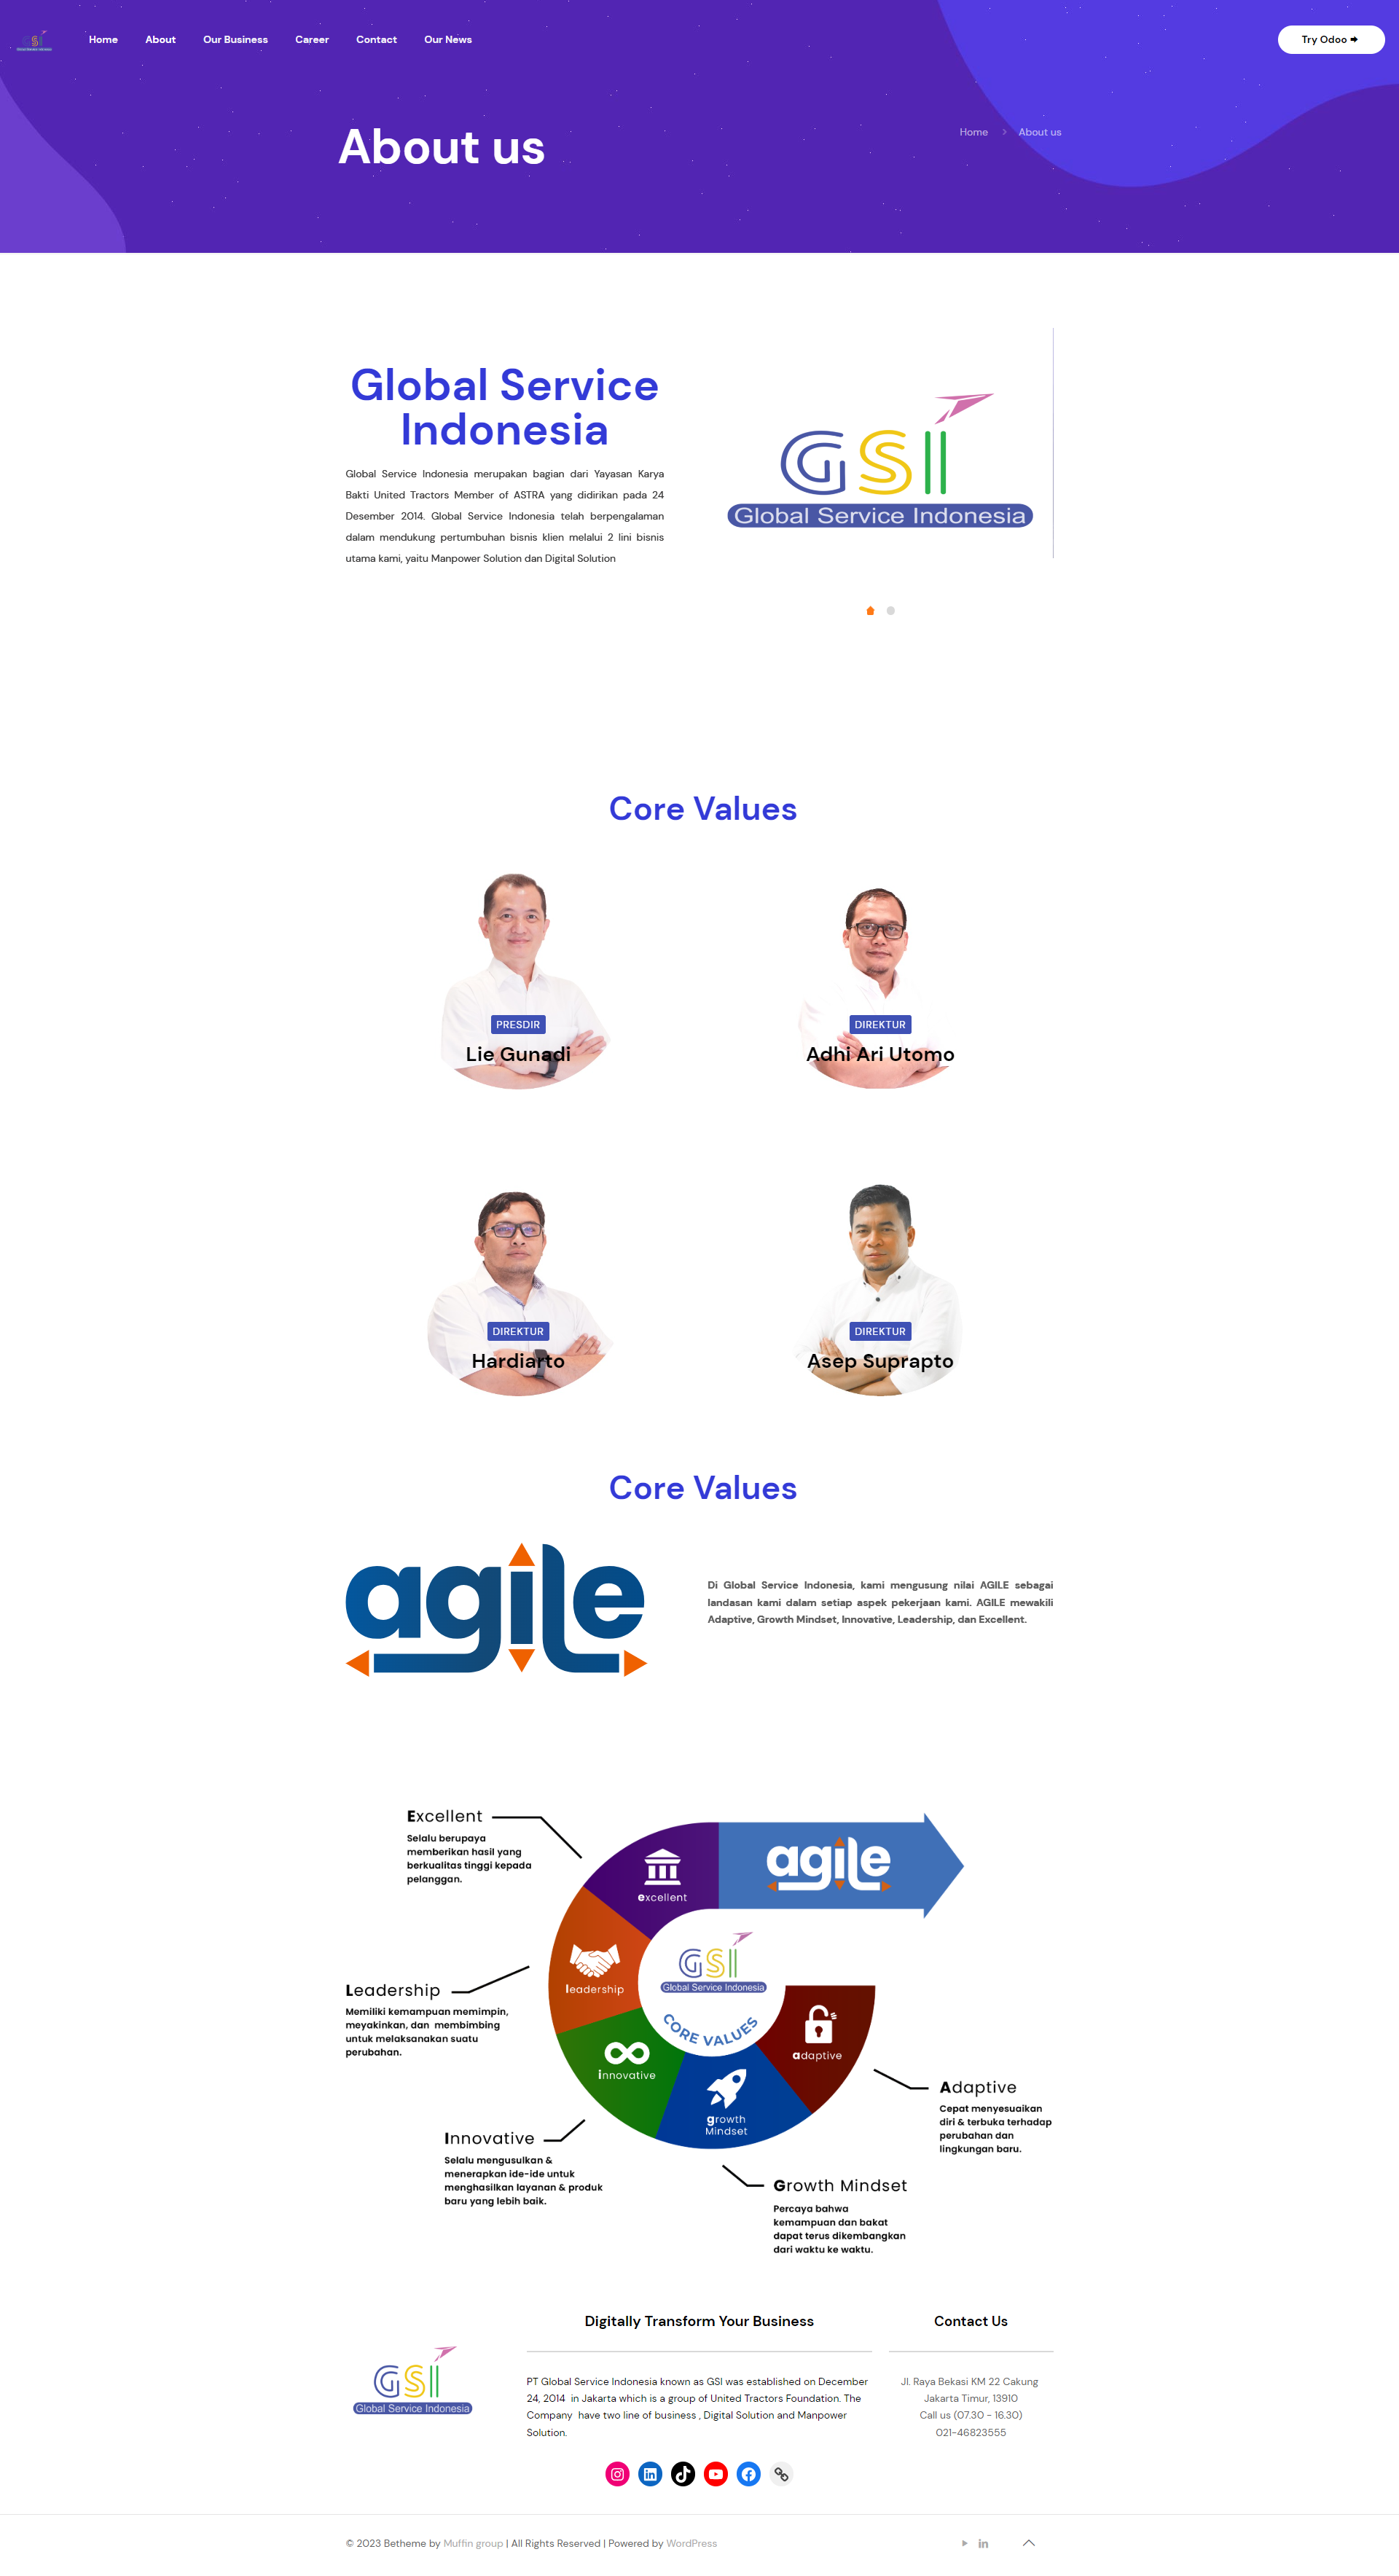 GSI
Global Service Indonesia
Home
About
Our Business
Career
Contact
Our News
Try Odoo
About us
Home
About us
Global Service
Indonesia
Global Service Indonesia merupakan bagian dari Yayasan Karya
Bakti United Tractors Member of ASTRA yang didirikan pada 24
Desember 2014. Global Service Indonesia telah berpengalaman
dalam mendukung pertumbuhan bisnis klien melalui 2 lini bisnis
utama kami, yaitu Manpower Solution dan Digital Solution
GSI
Global Service Indonesia
Core Values
PRESDIR
Lie Gunadi
DIREKTUR
Adhi Ari Utomo
DIREKTUR
Hardiarto
DIREKTUR
Asep Suprapto
Core Values
agile
Di Global Service Indonesia, kami mengusung nilai AGILE sebagai
landasan kami dalam setiap aspek pekerjaan kami. AGILE mewakili
Adaptive, Growth Mindset, Innovative, Leadership, dan Excellent.
Excellent
Selalu berupaya
memberikan hasil yang
berkualitas tinggi kepada
pelanggan.
excellent
agile
Leadership
Memiliki kemampuan memimpin,
meyakinkan, dan  membimbing
untuk melaksanakan suatu
perubahan.
leadership
GSI
Global Service Indonesia
CORE VALUES
innovative
growth
Mindset
adaptive
Adaptive
Cepat menyesuaikan
diri & terbuka terhadap
perubahan dan
lingkungan baru.
Innovative
Selalu mengusulkan &
menerapkan ide-ide untuk
menghasilkan layanan & produk
baru yang lebih baik.
Growth Mindset
Percaya bahwa
kemampuan dan bakat
dapat terus dikembangkan
dari waktu ke waktu.
GSI
Global Service Indonesia
Digitally Transform Your Business
PT Global Service Indonesia known as GSI was established on December
24, 2014  in Jakarta which is a group of United Tractors Foundation. The
Company  have two line of business , Digital Solution and Manpower
Solution.
Contact Us
Jl. Raya Bekasi KM 22 Cakung
Jakarta Timur, 13910
Call us (07.30 - 16.30)
021-46823555
© 2023 Betheme by Muffin group | All Rights Reserved | Powered by WordPress